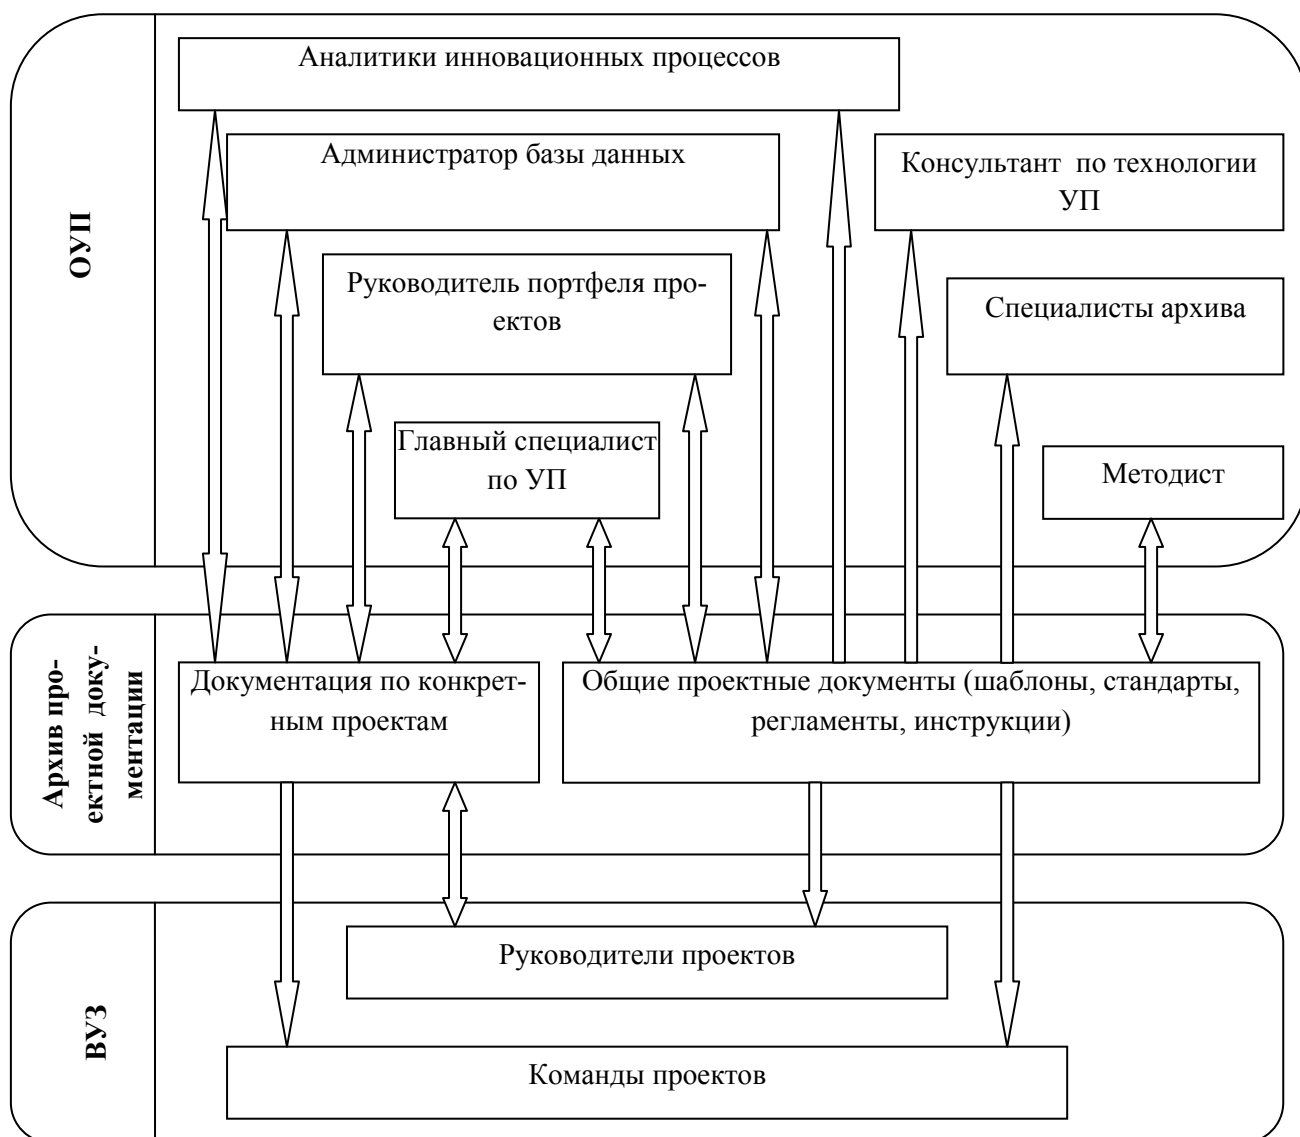 ОУП
Аналитики инновационных процессов
Администратор базы данных
Консультант по технологии
УП
Руководитель портфеля про-
ектов
Специалисты архива
Главный специалист
по УП
Методист
Архив про-
ектной доку-
ментации
Документация по конкрет-
ным проектам
Общие проектные документы (шаблоны, стандарты,
регламенты, инструкции)
ВУЗ
Руководители проектов
Команды проектов